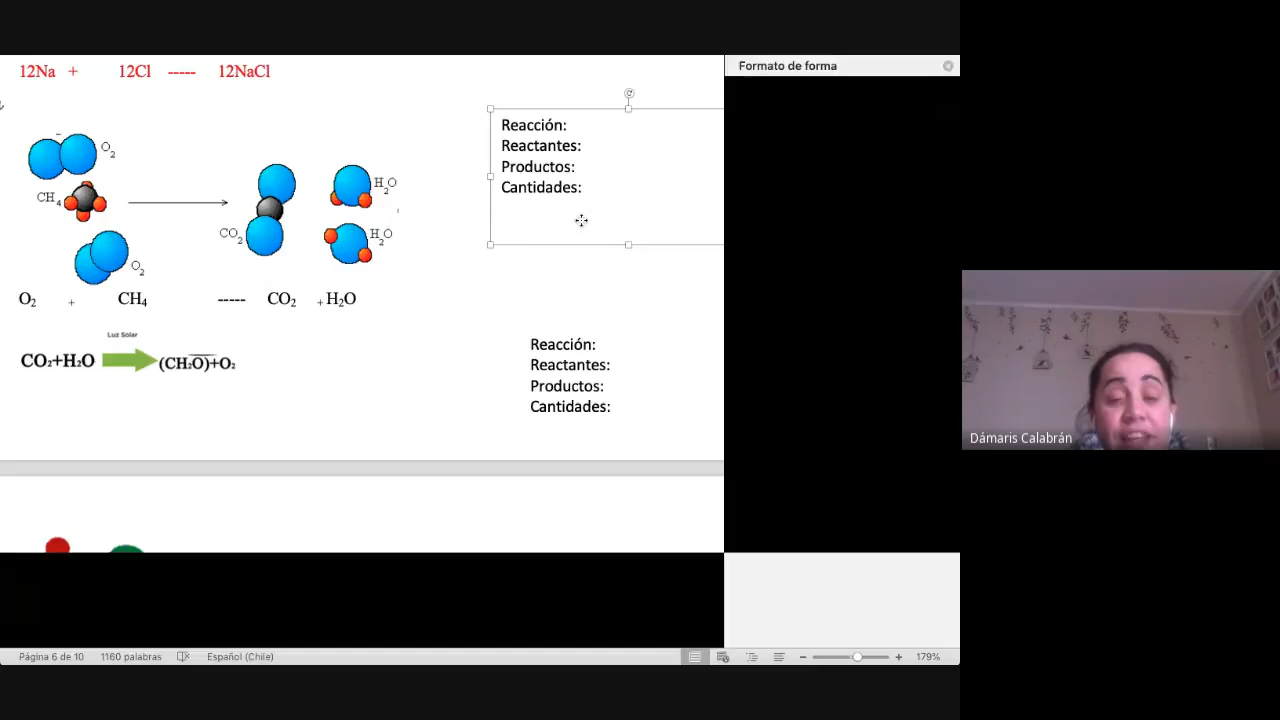 12Na + 12Cl ----- 12NaCl
Formato de forma
Reacción:
Reactantes:
Productos:
Cantidades:
O2
CH4
H2O
CO2
H2O
O2
O2 + CH4 ----- CO2 + H2O
Luz Solar
CO2+H2O (CH2O)+O2
Reacción:
Reactantes:
Productos:
Cantidades:
Dámaris Calabrán
Página 6 de 10 1160 palabras Español (Chile) 179%